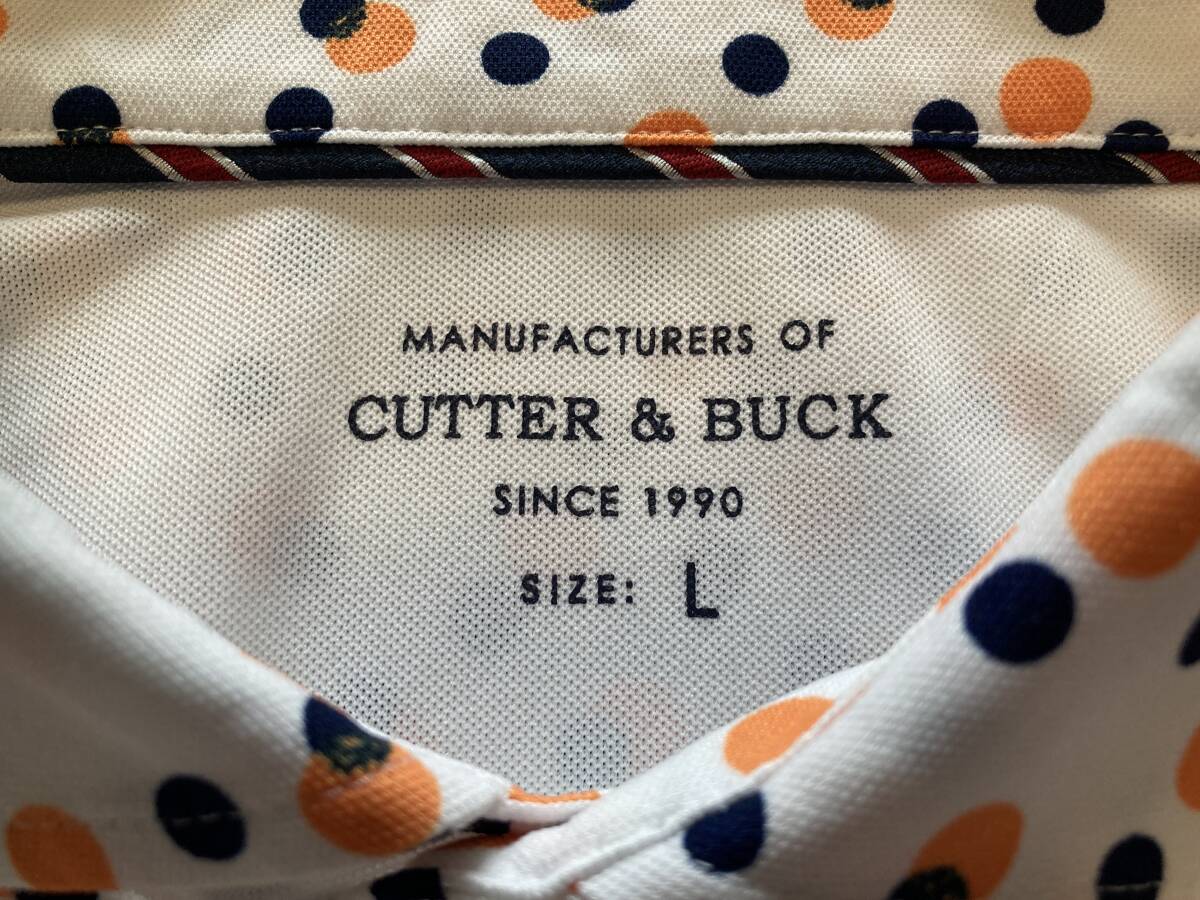 MANUFACTURERS OF
CUTTER & BUCK
SINCE 1990
SIZE: L